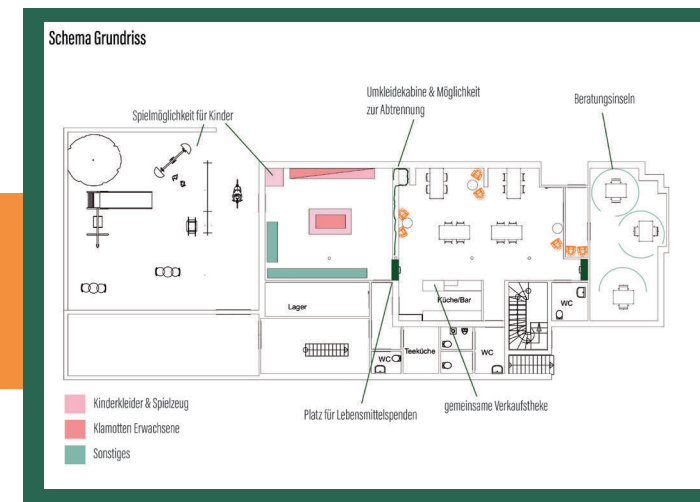 Schema Grundriss
Umkleidekabine & Möglichkeit
zur Abtrennung
Beratungsinseln
Spielmöglichkeit für Kinder
Lager
Küche/Bar
WC
WC
Teeküche
WC
Kinderkleider & Spielzeug
Klamotten Erwachsene
Sonstiges
Platz für Lebensmittelspenden
gemeinsame Verkaufstheke